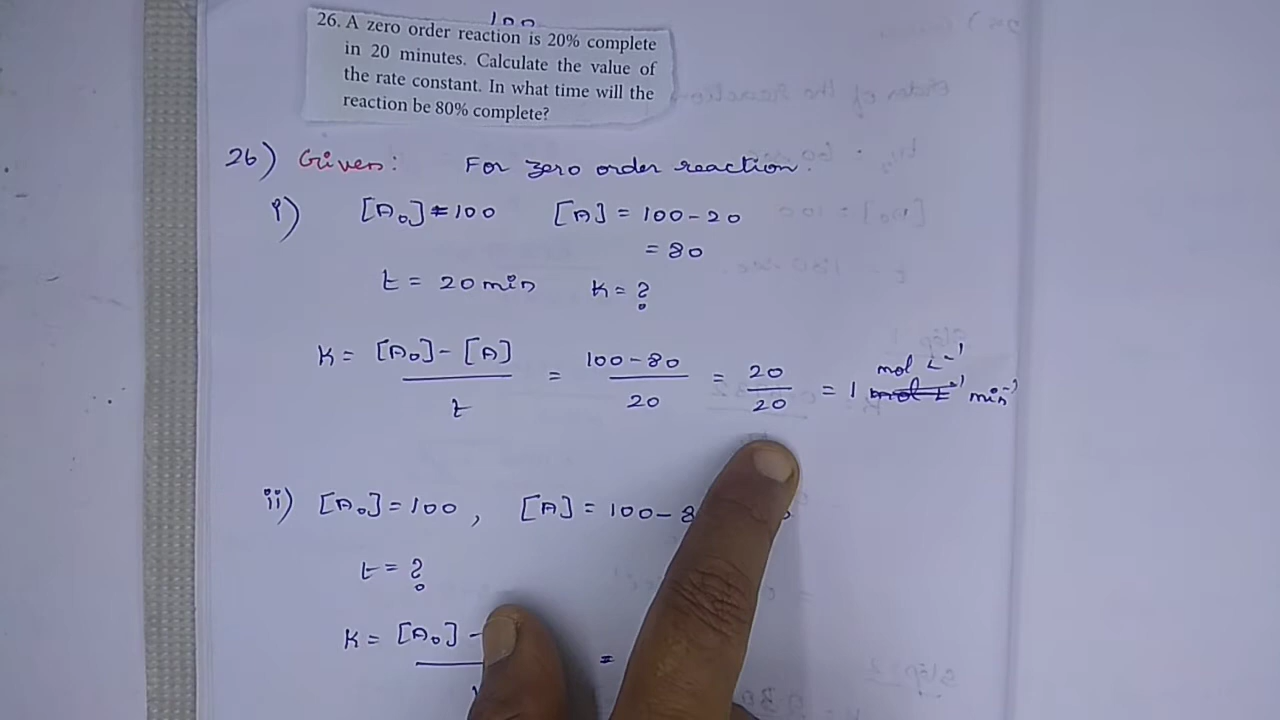 100
26. A zero order reaction is 20% complete
in 20 minutes. Calculate the value of
the rate constant. In what time will the
reaction be 80% complete?
26) Given: For zero order reaction.
i) [A₀] = 100 [A] = 100 - 20
= 80
t = 20 min K = ?
K = [A₀] - [A] / t = 100 - 80 / 20 = 20 / 20 = 1 mol L⁻¹ min⁻¹
ii) [A₀] = 100, [A] = 100 - 8
t = ?
K = [A₀] -
=